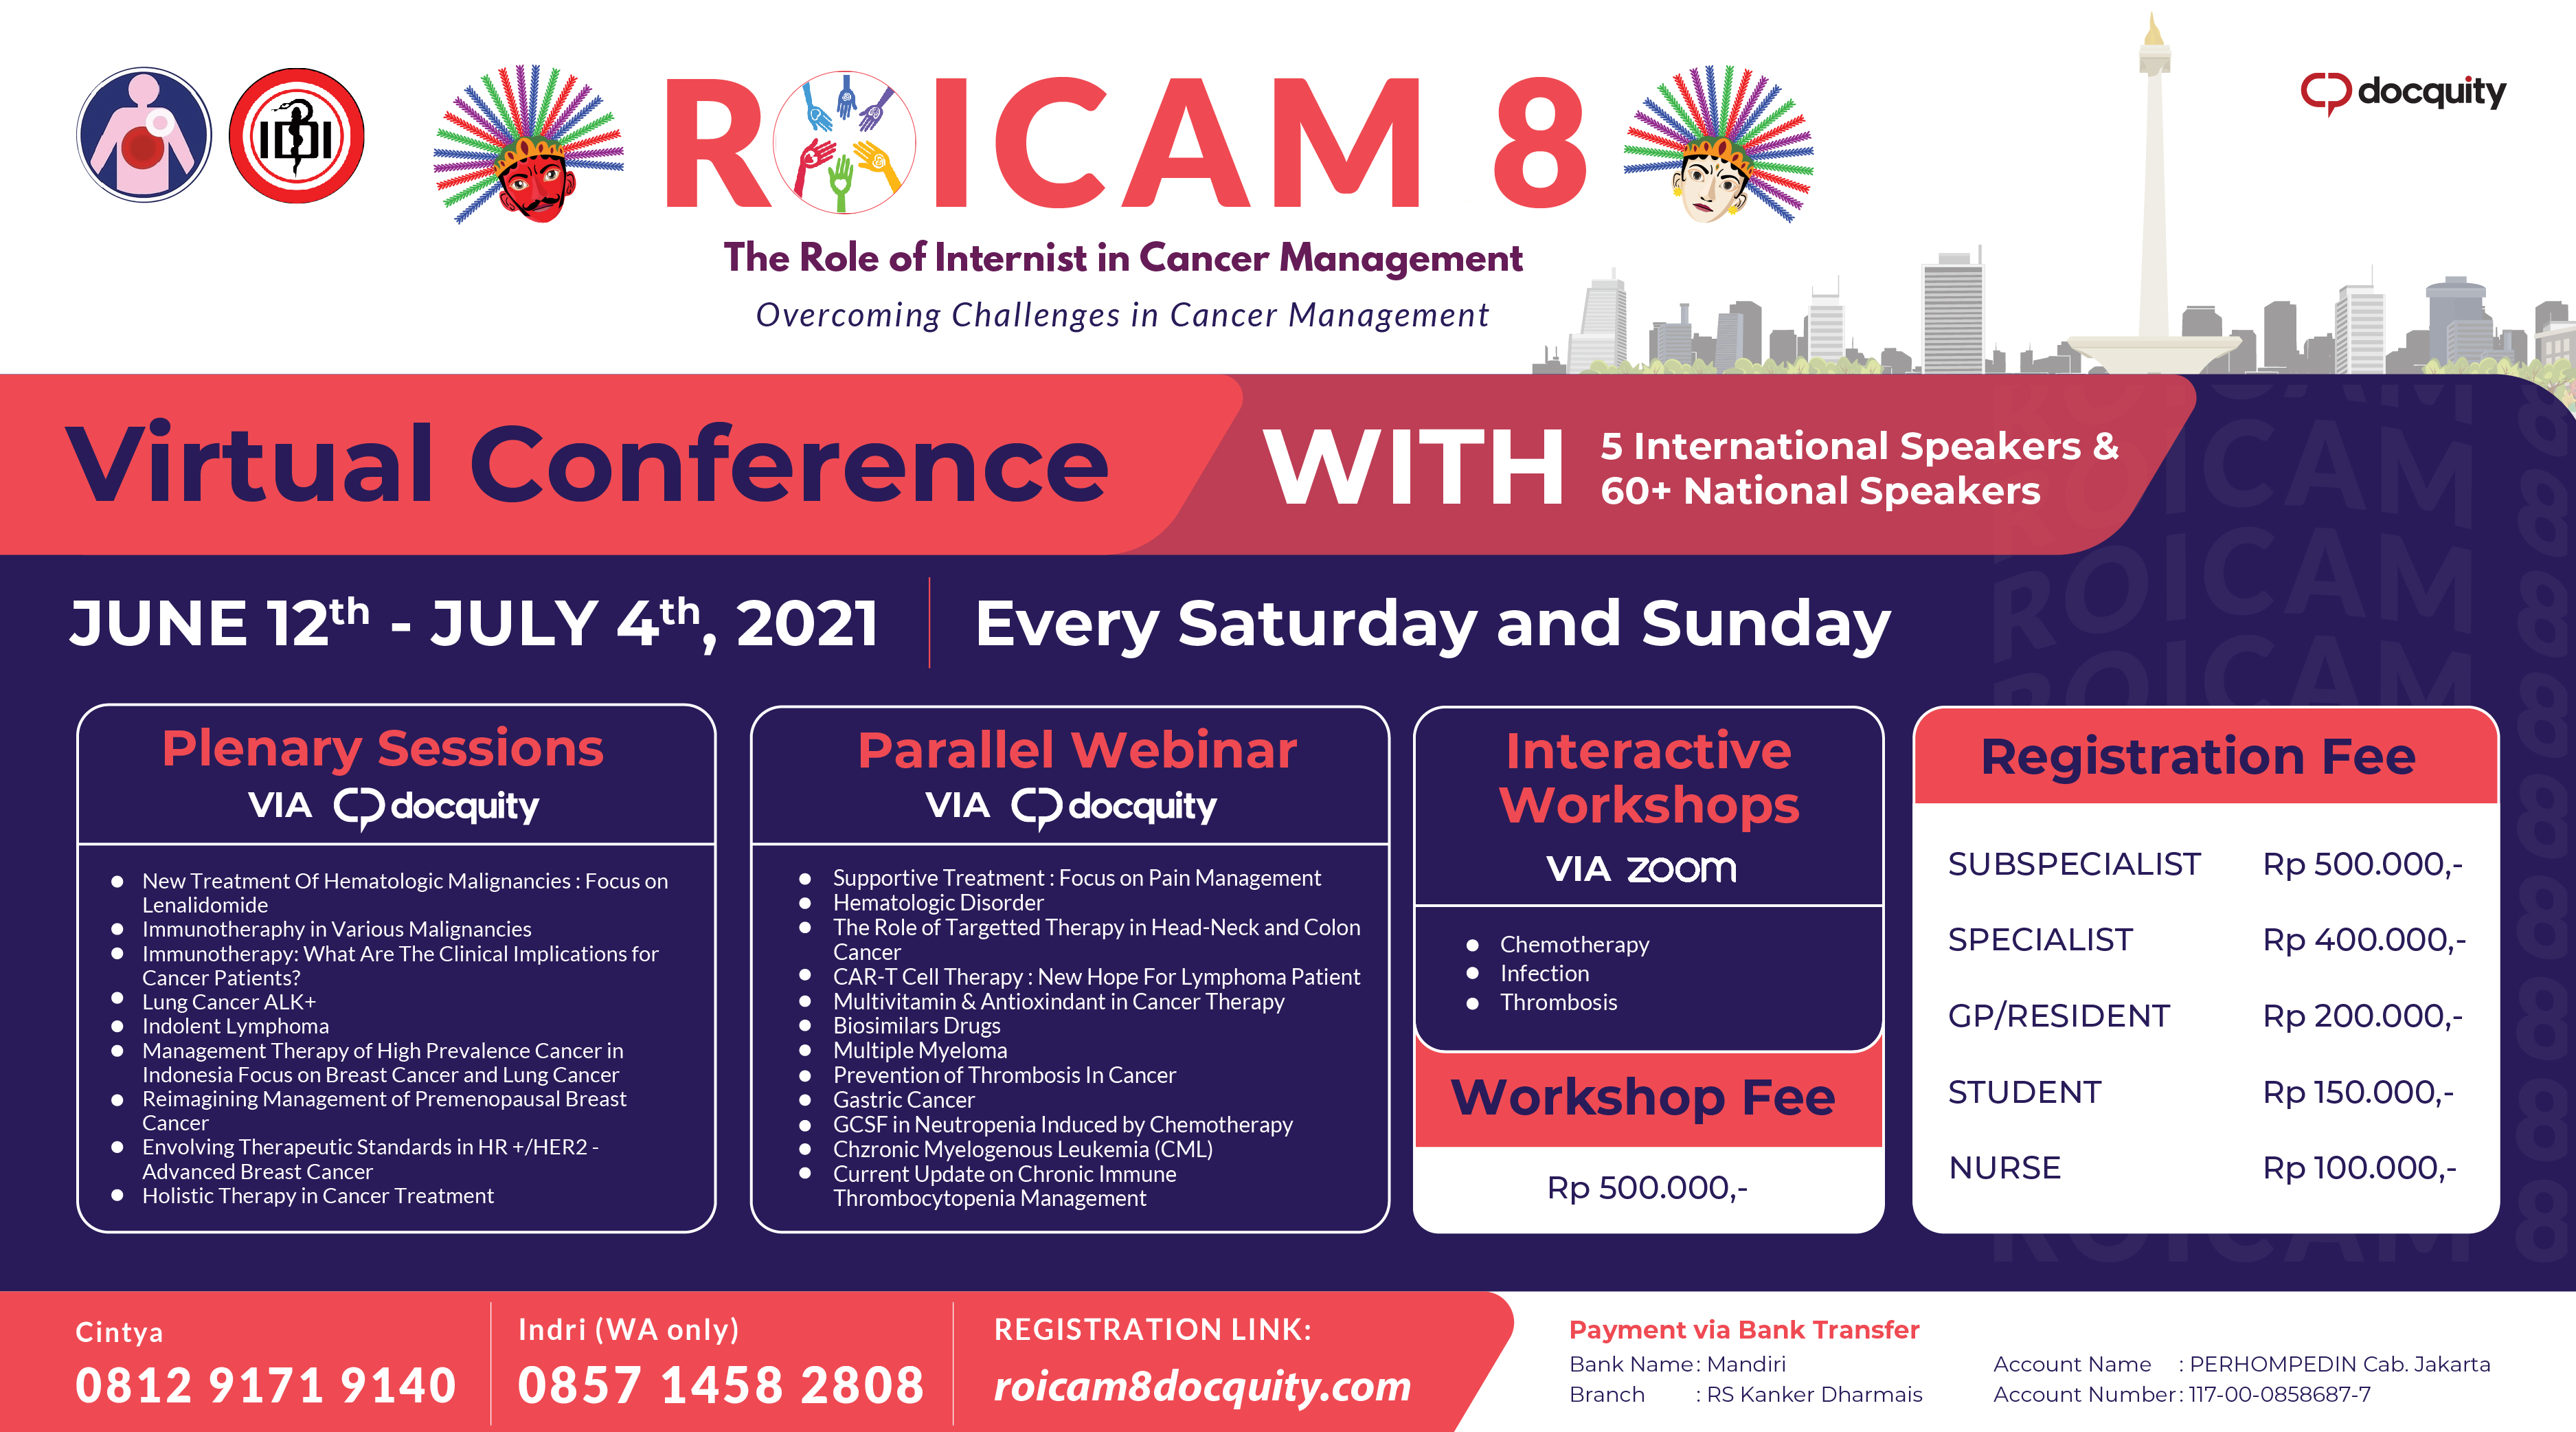 IDI
docquity
ROICAM 8
The Role of Internist in Cancer Management
Overcoming Challenges in Cancer Management
Virtual Conference
WITH
5 International Speakers &
60+ National Speakers
JUNE 12th - JULY 4th, 2021
Every Saturday and Sunday
Plenary Sessions
VIA docquity
● New Treatment Of Hematologic Malignancies : Focus on
Lenalidomide
● Immunotheraphy in Various Malignancies
● Immunotherapy: What Are The Clinical Implications for
Cancer Patients?
● Lung Cancer ALK+
● Indolent Lymphoma
● Management Therapy of High Prevalence Cancer in
Indonesia Focus on Breast Cancer and Lung Cancer
● Reimagining Management of Premenopausal Breast
Cancer
● Envolving Therapeutic Standards in HR +/HER2 -
Advanced Breast Cancer
● Holistic Therapy in Cancer Treatment
Parallel Webinar
VIA docquity
● Supportive Treatment : Focus on Pain Management
● Hematologic Disorder
● The Role of Targetted Therapy in Head-Neck and Colon
Cancer
● CAR-T Cell Therapy : New Hope For Lymphoma Patient
● Multivitamin & Antioxindant in Cancer Therapy
● Biosimilars Drugs
● Multiple Myeloma
● Prevention of Thrombosis In Cancer
● Gastric Cancer
● GCSF in Neutropenia Induced by Chemotherapy
● Chzronic Myelogenous Leukemia (CML)
● Current Update on Chronic Immune
Thrombocytopenia Management
Interactive
Workshops
VIA zoom
● Chemotherapy
● Infection
● Thrombosis
Workshop Fee
Rp 500.000,-
Registration Fee
SUBSPECIALIST Rp 500.000,-
SPECIALIST Rp 400.000,-
GP/RESIDENT Rp 200.000,-
STUDENT Rp 150.000,-
NURSE Rp 100.000,-
ROICAM 8
ROICAM 8
ROICAM 8
ROICAM 8
ROICAM 8
Cintya
0812 9171 9140
Indri (WA only)
0857 1458 2808
REGISTRATION LINK:
roicam8docquity.com
Payment via Bank Transfer
Bank Name : Mandiri
Branch : RS Kanker Dharmais
Account Name : PERHOMPEDIN Cab. Jakarta
Account Number : 117-00-0858687-7